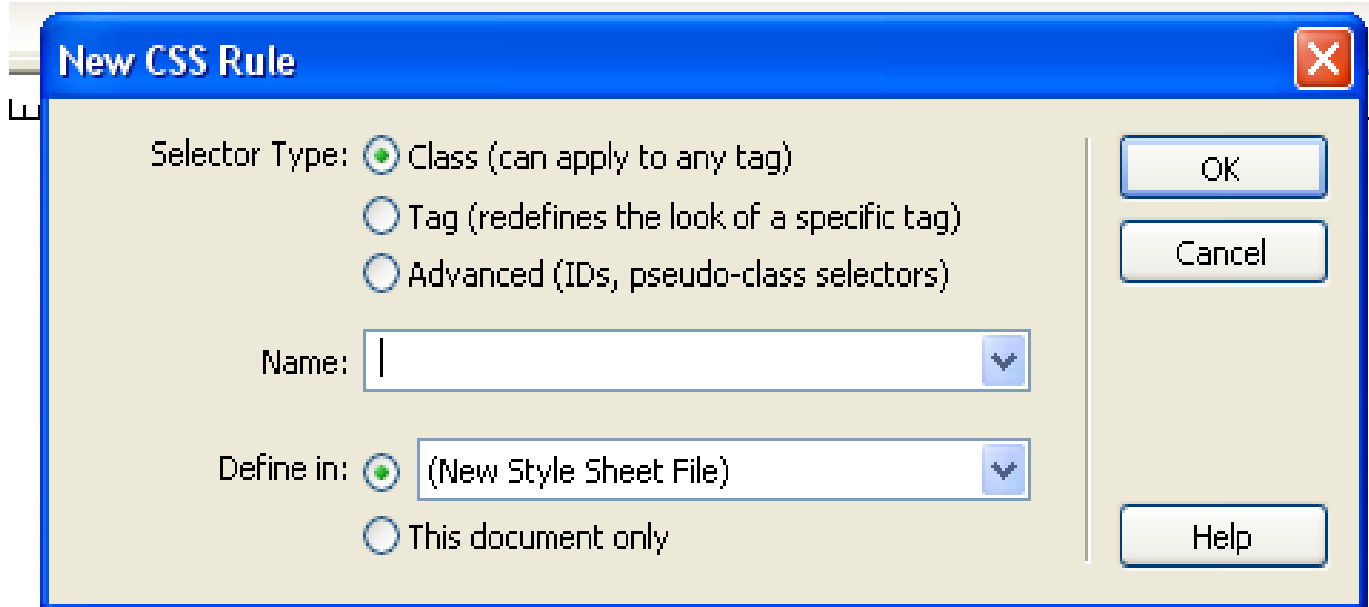 New CSS Rule
Selector Type: Class (can apply to any tag)
Tag (redefines the look of a specific tag)
Advanced (IDs, pseudo-class selectors)
Name:
Define in: (New Style Sheet File)
This document only
OK
Cancel
Help